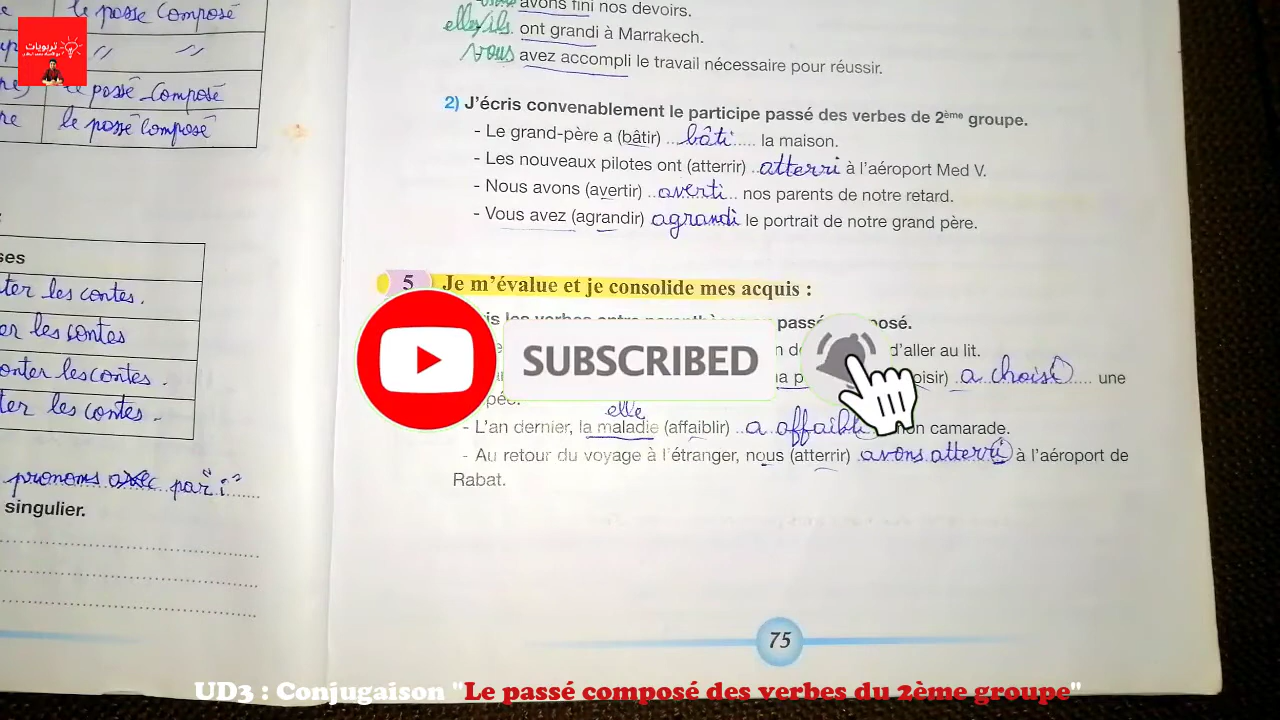 le passe composé
〃 〃
le passé composé
le passé composé
تربويات
avons fini nos devoirs.
elles/ils ont grandi à Marrakech.
vous avez accompli le travail nécessaire pour réussir.
2) J'écris convenablement le participe passé des verbes de 2ème groupe.
- Le grand-père a (bâtir) ...bâti..... la maison.
- Les nouveaux pilotes ont (atterrir) ..atterri à l'aéroport Med V.
- Nous avons (avertir) ..averti... nos parents de notre retard.
- Vous avez (agrandir) agrandi le portrait de notre grand père.
5 Je m'évalue et je consolide mes acquis :
passé
d'aller au lit.
a choisi .... une
SUBSCRIBED
elle
- L'an dernier, la maladie (affaiblir) ..a affaibli mon camarade.
- Au retour du voyage à l'étranger, nous (atterrir) avons atterri à l'aéroport de
Rabat.
75
ses
les contes.
les contes
onter les contes.
les contes.
pronoms avec par "i"
singulier.
UD3 : Conjugaison "Le passé composé des verbes du 2ème groupe"